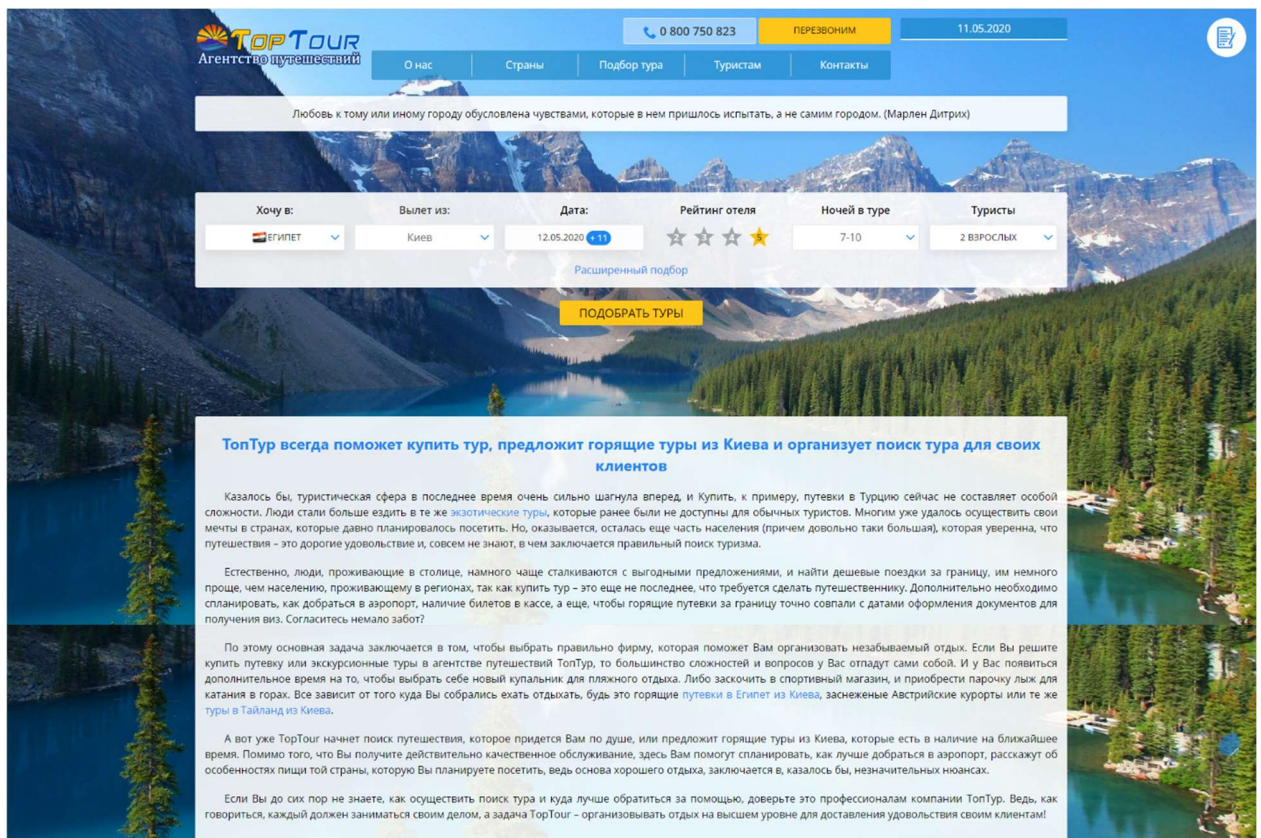 TopTour
Агентство путешествий
0 800 750 823
ПЕРЕЗВОНИМ
11.05.2020
О нас
Страны
Подбор тура
Туристам
Контакты
Любовь к тому или иному городу обусловлена чувствами, которые в нем пришлось испытать, а не самим городом. (Марлен Дитрих)
Хочу в:
Вылет из:
Дата:
Рейтинг отеля
Ночей в туре
Туристы
ЕГИПЕТ
Киев
12.05.2020 +11
2 3 4 5
7-10
2 ВЗРОСЛЫХ
Расширенный подбор
ПОДОБРАТЬ ТУРЫ
ТопТур всегда поможет купить тур, предложит горящие туры из Киева и организует поиск тура для своих
клиентов
Казалось бы, туристическая сфера в последнее время очень сильно шагнула вперед, и Купить, к примеру, путевки в Турцию сейчас не составляет особой
сложности. Люди стали больше ездить в те же экзотические туры, которые ранее были не доступны для обычных туристов. Многим уже удалось осуществить свои
мечты в странах, которые давно планировалось посетить. Но, оказывается, осталась еще часть населения (причем довольно таки большая), которая уверенна, что
путешествия – это дорогие удовольствие и, совсем не знают, в чем заключается правильный поиск туризма.
Естественно, люди, проживающие в столице, намного чаще сталкиваются с выгодными предложениями, и найти дешевые поездки за границу, им немного
проще, чем населению, проживающему в регионах, так как купить тур – это еще не последнее, что требуется сделать путешественнику. Дополнительно необходимо
спланировать, как добраться в аэропорт, наличие билетов в кассе, а еще, чтобы горящие путевки за границу точно совпали с датами оформления документов для
получения виз. Согласитесь немало забот?
По этому основная задача заключается в том, чтобы выбрать правильно фирму, которая поможет Вам организовать незабываемый отдых. Если Вы решите
купить путевку или экскурсионные туры в агентстве путешествий ТопТур, то большинство сложностей и вопросов у Вас отпадут сами собой. И у Вас появиться
дополнительное время на то, чтобы выбрать себе новый купальник для пляжного отдыха. Либо заскочить в спортивный магазин, и приобрести парочку лыж для
катания в горах. Все зависит от того куда Вы собрались ехать отдыхать, будь это горящие путевки в Египет из Киева, заснеженые Австрийские курорты или те же
туры в Тайланд из Киева.
А вот уже TopTour начнет поиск путешествия, которое придется Вам по душе, или предложит горящие туры из Киева, которые есть в наличие на ближайшее
время. Помимо того, что Вы получите действительно качественное обслуживание, здесь Вам помогут спланировать, как лучше добраться в аэропорт, расскажут об
особенностях пищи той страны, которую Вы планируете посетить, ведь основа хорошего отдыха, заключается в, казалось бы, незначительных нюансах.
Если Вы до сих пор не знаете, как осуществить поиск тура и куда лучше обратиться за помощью, доверьте это профессионалам компании ТопТур. Ведь, как
говориться, каждый должен заниматься своим делом, а задача TopTour – организовывать отдых на высшем уровне для доставления удовольствия своим клиентам!